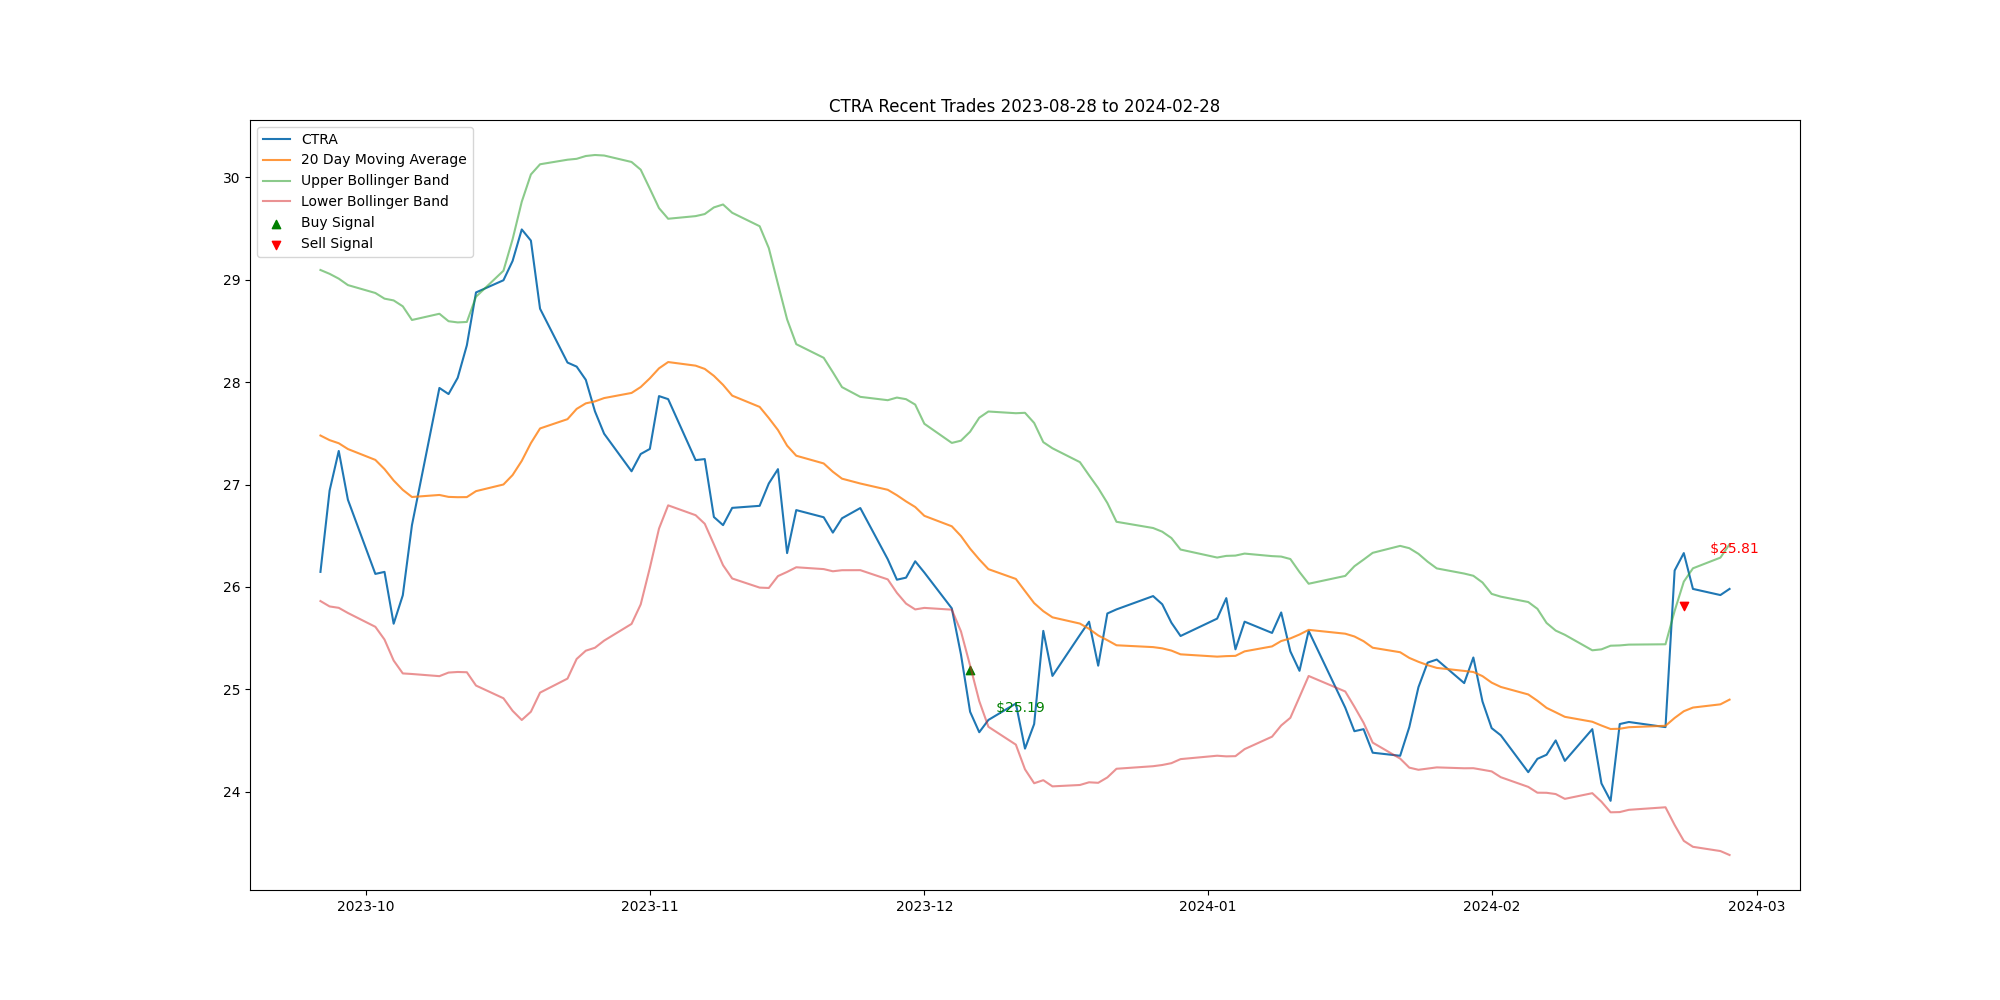 CTRA Recent Trades 2023-08-28 to 2024-02-28
CTRA
20 Day Moving Average
Upper Bollinger Band
Lower Bollinger Band
Buy Signal
Sell Signal
30
29
28
27
26
25
24
$25.81
$25.19
2023-10
2023-11
2023-12
2024-01
2024-02
2024-03